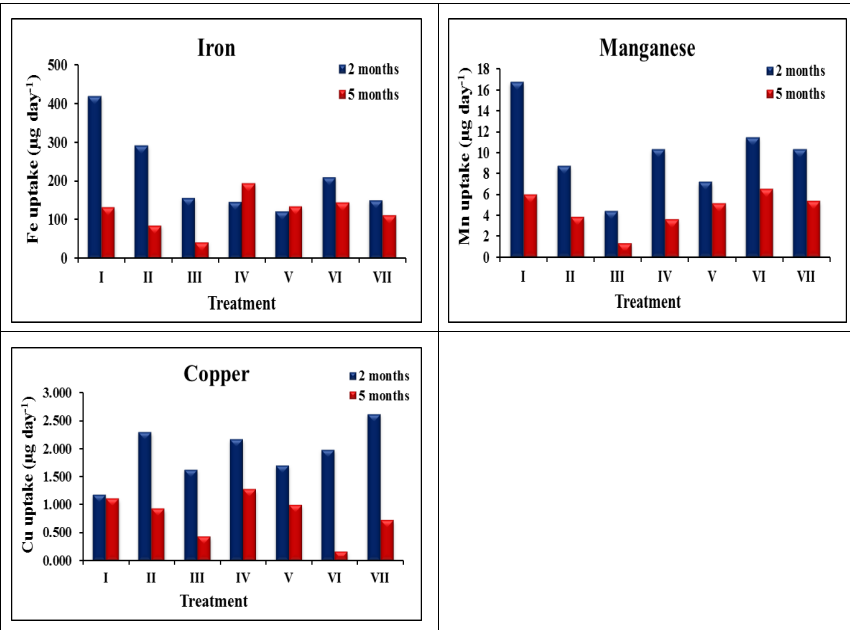 Iron
2 months
5 months
Fe uptake (µg day⁻¹)
500
400
300
200
100
0
I II III IV V VI VII
Treatment
Manganese
2 months
5 months
Mn uptake (µg day⁻¹)
18
16
14
12
10
8
6
4
2
0
I II III IV V VI VII
Treatment
Copper
2 months
5 months
Cu uptake (µg day⁻¹)
3.000
2.500
2.000
1.500
1.000
0.500
0.000
I II III IV V VI VII
Treatment